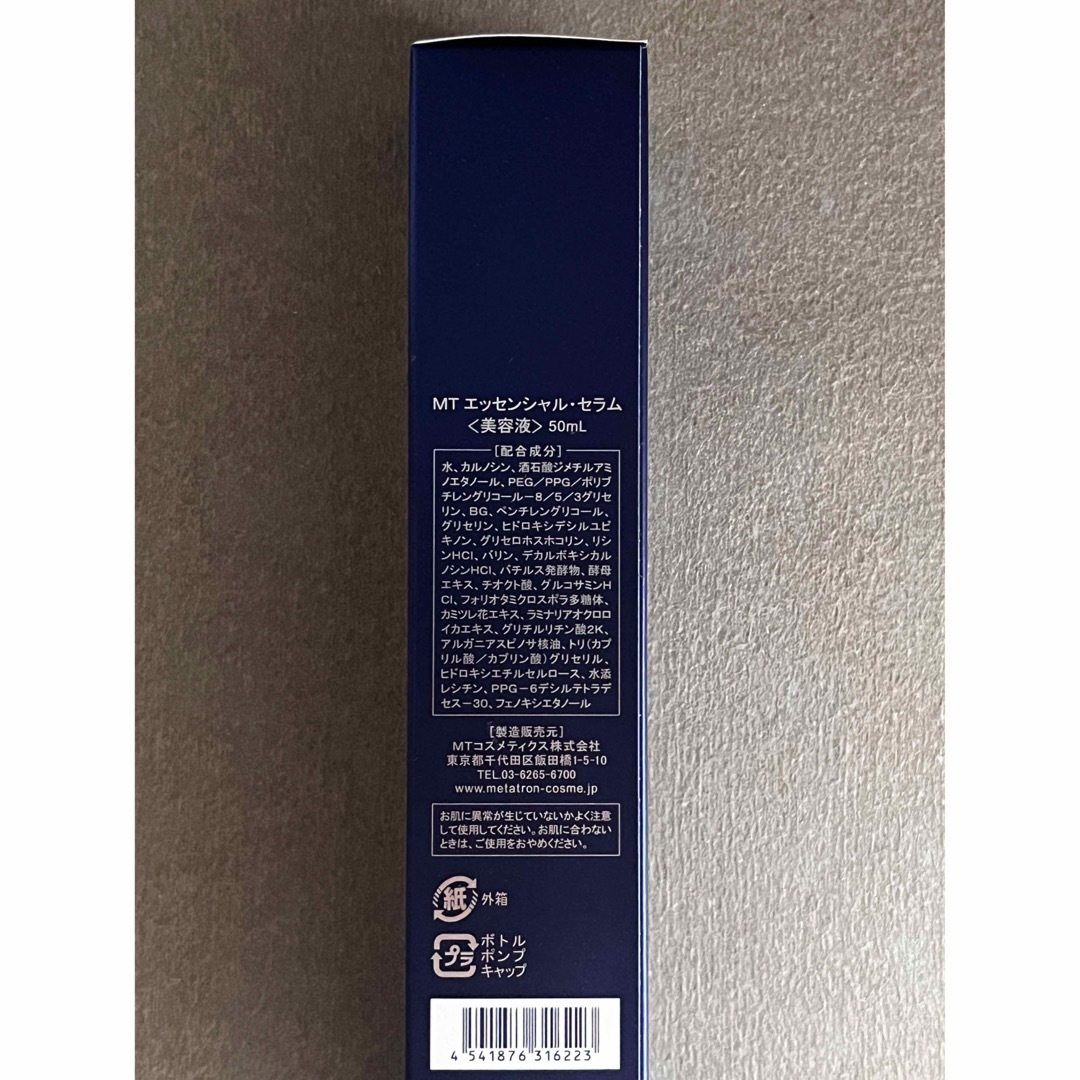 MT エッセンシャル・セラム
〈美容液〉 50mL
[配合成分]
水、カルノシン、酒石酸ジメチルアミ
ノエタノール、PEG／PPG／ポリブ
チレングリコール－8／5／3グリセ
リン、BG、ペンチレングリコール、
グリセリン、ヒドロキシデシルユビ
キノン、グリセロホスホコリン、リシ
ンHCl、バリン、デカルボキシカル
ノシンHCl、バチルス発酵物、酵母
エキス、チオクト酸、グルコサミンH
Cl、フォリオタミクロスポラ多糖体、
カミツレ花エキス、ラミナリアオクロロ
イカエキス、グリチルリチン酸2K、
アルガニアスピノサ核油、トリ（カプ
リル酸／カプリン酸）グリセリル、
ヒドロキシエチルセルロース、水添
レシチン、PPG－6デシルテトラデ
セス－30、フェノキシエタノール
[製造販売元]
MTコスメティクス株式会社
東京都千代田区飯田橋1-5-10
TEL.03-6265-6700
www.metatron-cosme.jp
お肌に異常が生じていないかよく注意
して使用してください。お肌に合わない
ときは、ご使用をおやめください。
紙 外箱
プラ ボトル
ポンプ
キャップ
4 541876 316223